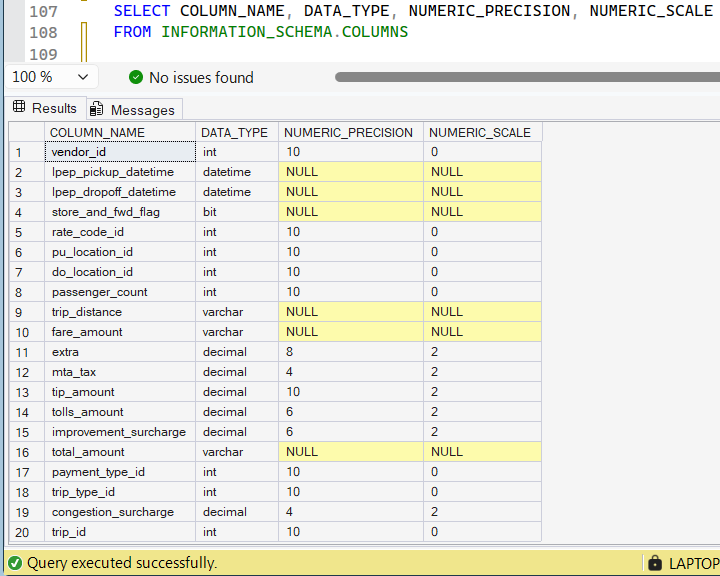 107 SELECT COLUMN_NAME, DATA_TYPE, NUMERIC_PRECISION, NUMERIC_SCALE
108 FROM INFORMATION_SCHEMA.COLUMNS
109
100 % No issues found
Results Messages
COLUMN_NAME DATA_TYPE NUMERIC_PRECISION NUMERIC_SCALE
1 vendor_id int 10 0
2 lpep_pickup_datetime datetime NULL NULL
3 lpep_dropoff_datetime datetime NULL NULL
4 store_and_fwd_flag bit NULL NULL
5 rate_code_id int 10 0
6 pu_location_id int 10 0
7 do_location_id int 10 0
8 passenger_count int 10 0
9 trip_distance varchar NULL NULL
10 fare_amount varchar NULL NULL
11 extra decimal 8 2
12 mta_tax decimal 4 2
13 tip_amount decimal 10 2
14 tolls_amount decimal 6 2
15 improvement_surcharge decimal 6 2
16 total_amount varchar NULL NULL
17 payment_type_id int 10 0
18 trip_type_id int 10 0
19 congestion_surcharge decimal 4 2
20 trip_id int 10 0
Query executed successfully. LAPTOP